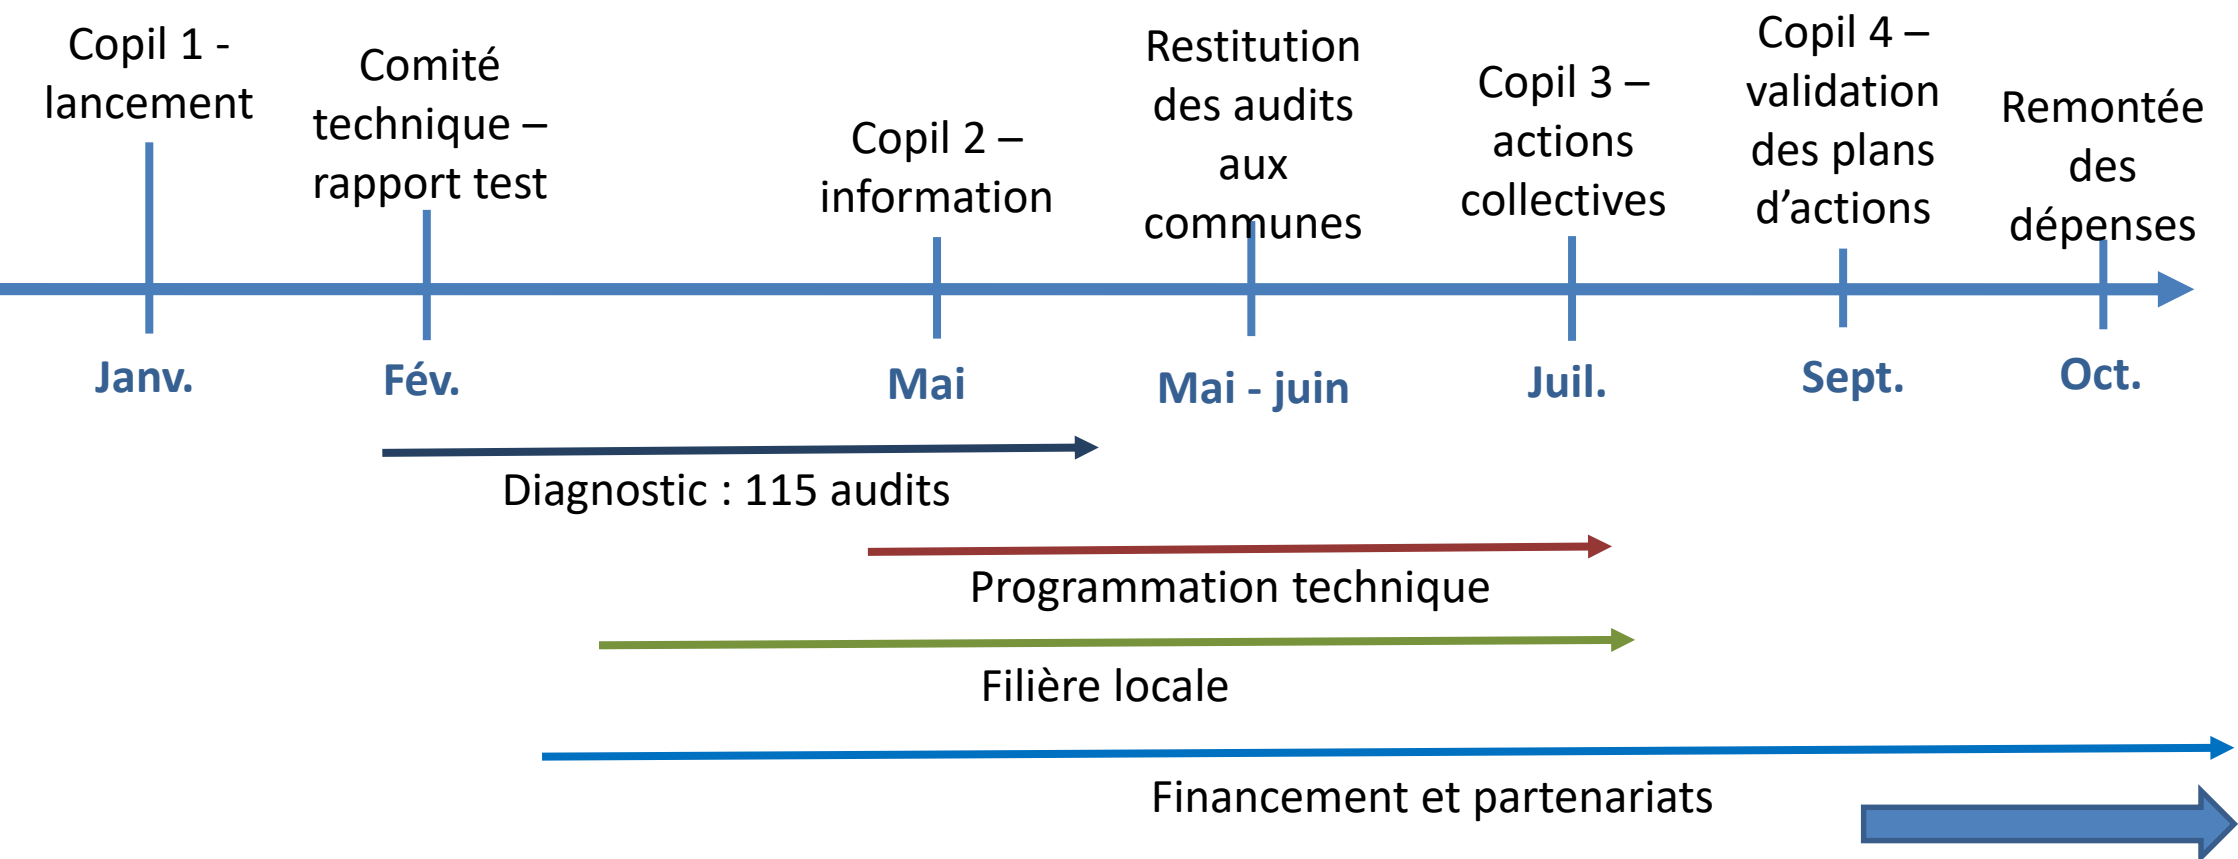 Copil 1 -
lancement
Comité
technique –
rapport test
Copil 2 –
information
Restitution
des audits
aux
communes
Copil 3 –
actions
collectives
Copil 4 –
validation
des plans
d’actions
Remontée
des
dépenses
Janv.
Fév.
Mai
Mai - juin
Juil.
Sept.
Oct.
Diagnostic : 115 audits
Programmation technique
Filière locale
Financement et partenariats